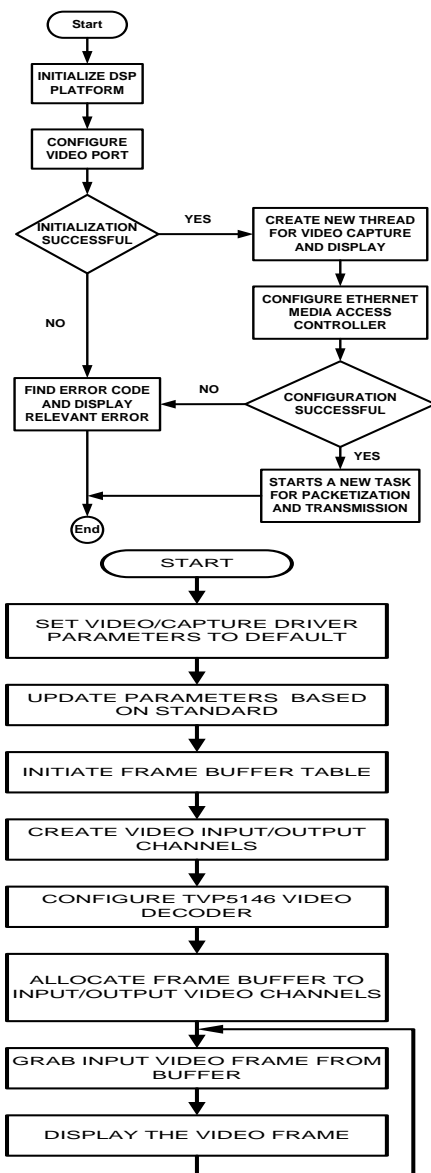 Start
INITIALIZE DSP
PLATFORM
CONFIGURE
VIDEO PORT
INITIALIZATION
SUCCESSFUL
YES
CREATE NEW THREAD
FOR VIDEO CAPTURE
AND DISPLAY
CONFIGURE ETHERNET
MEDIA ACCESS
CONTROLLER
NO
FIND ERROR CODE
AND DISPLAY
RELEVANT ERROR
NO
CONFIGURATION
SUCCESSFUL
YES
STARTS A NEW TASK
FOR PACKETIZATION
AND TRANSMISSION
End
START
SET VIDEO/CAPTURE DRIVER
PARAMETERS TO DEFAULT
UPDATE PARAMETERS BASED
ON STANDARD
INITIATE FRAME BUFFER TABLE
CREATE VIDEO INPUT/OUTPUT
CHANNELS
CONFIGURE TVP5146 VIDEO
DECODER
ALLOCATE FRAME BUFFER TO
INPUT/OUTPUT VIDEO CHANNELS
GRAB INPUT VIDEO FRAME FROM
BUFFER
DISPLAY THE VIDEO FRAME